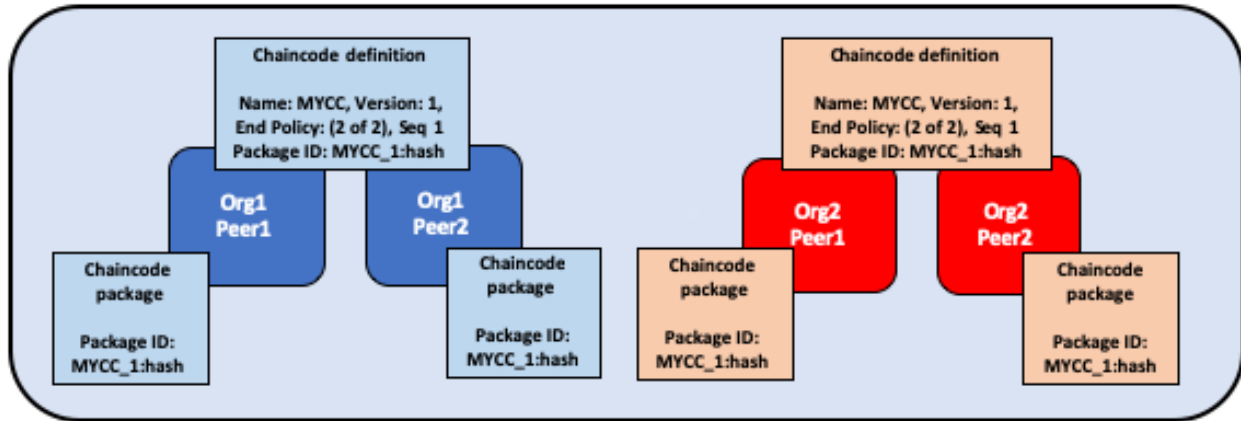 Chaincode definition
Name: MYCC, Version: 1,
End Policy: (2 of 2), Seq 1
Package ID: MYCC_1:hash
Org1
Peer1
Org1
Peer2
Chaincode
package
Package ID:
MYCC_1:hash
Chaincode
package
Package ID:
MYCC_1:hash
Chaincode definition
Name: MYCC, Version: 1,
End Policy: (2 of 2), Seq 1
Package ID: MYCC_1:hash
Org2
Peer1
Org2
Peer2
Chaincode
package
Package ID:
MYCC_1:hash
Chaincode
package
Package ID:
MYCC_1:hash